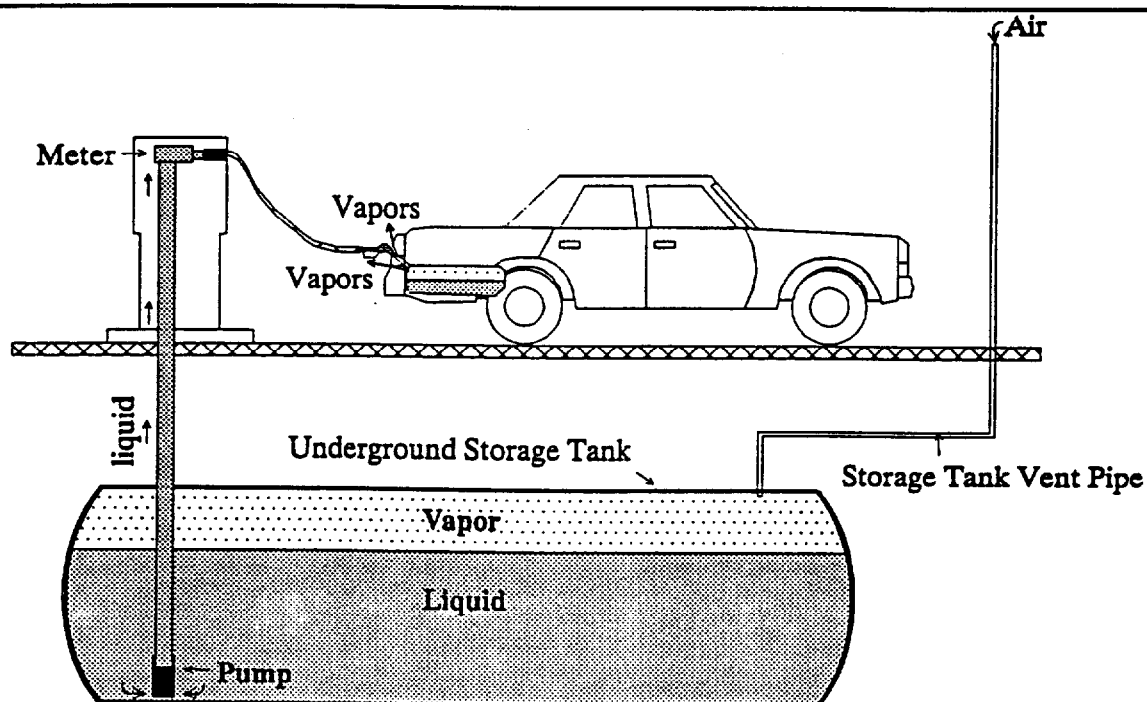 Air
Meter
Vapors
Vapors
liquid
Underground Storage Tank
Storage Tank Vent Pipe
Vapor
Liquid
Pump